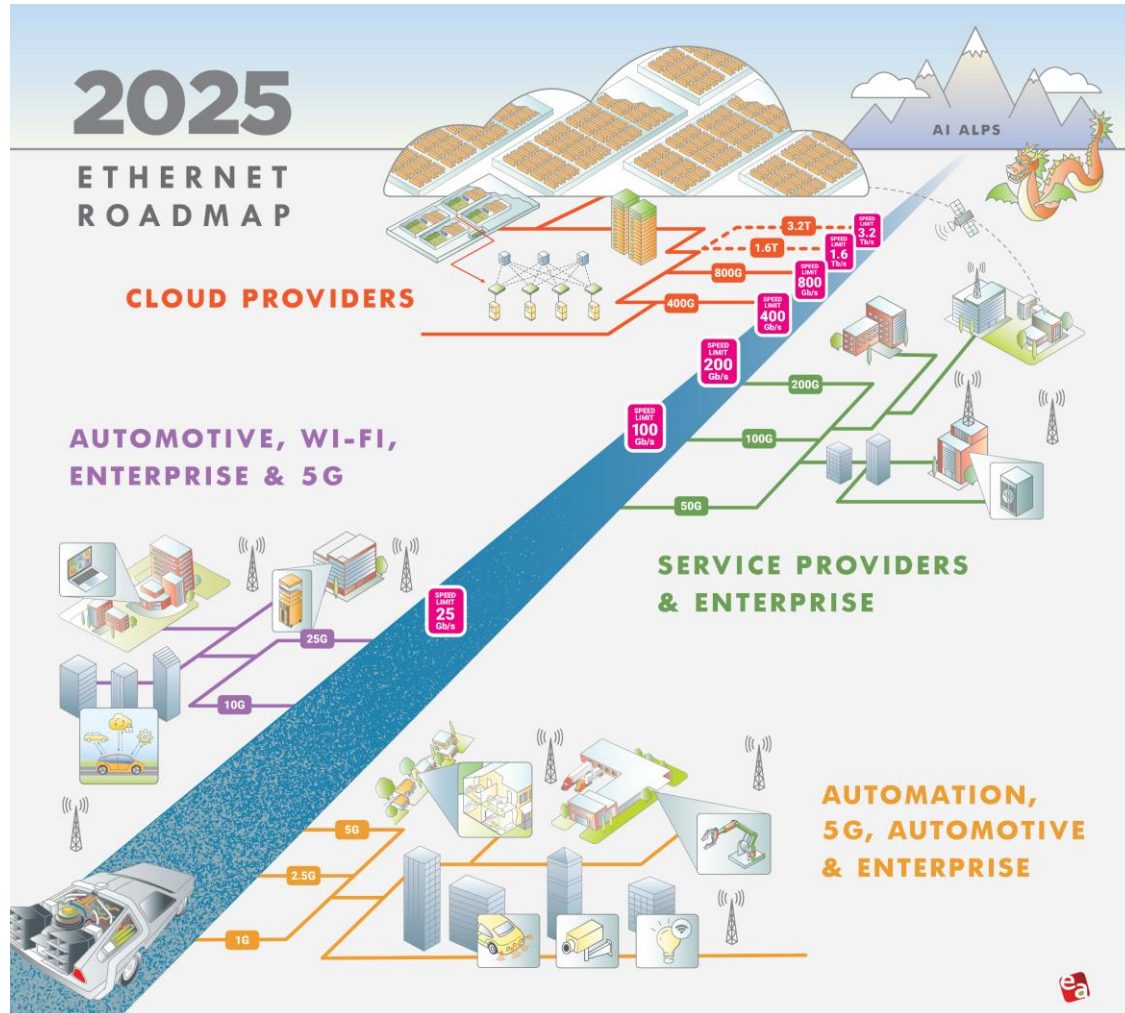 2025
ETHERNET
ROADMAP
AI ALPS
CLOUD PROVIDERS
3.2T
1.6T
800G
400G
SPEED
LIMIT
3.2
Tb/s
SPEED
LIMIT
1.6
Tb/s
SPEED
LIMIT
800
Gb/s
SPEED
LIMIT
400
Gb/s
SPEED
LIMIT
200
Gb/s
SPEED
LIMIT
100
Gb/s
200G
100G
50G
SERVICE PROVIDERS
& ENTERPRISE
AUTOMOTIVE, WI-FI,
ENTERPRISE & 5G
SPEED
LIMIT
25
Gb/s
25G
10G
5G
2.5G
1G
AUTOMATION,
5G, AUTOMOTIVE
& ENTERPRISE
ea